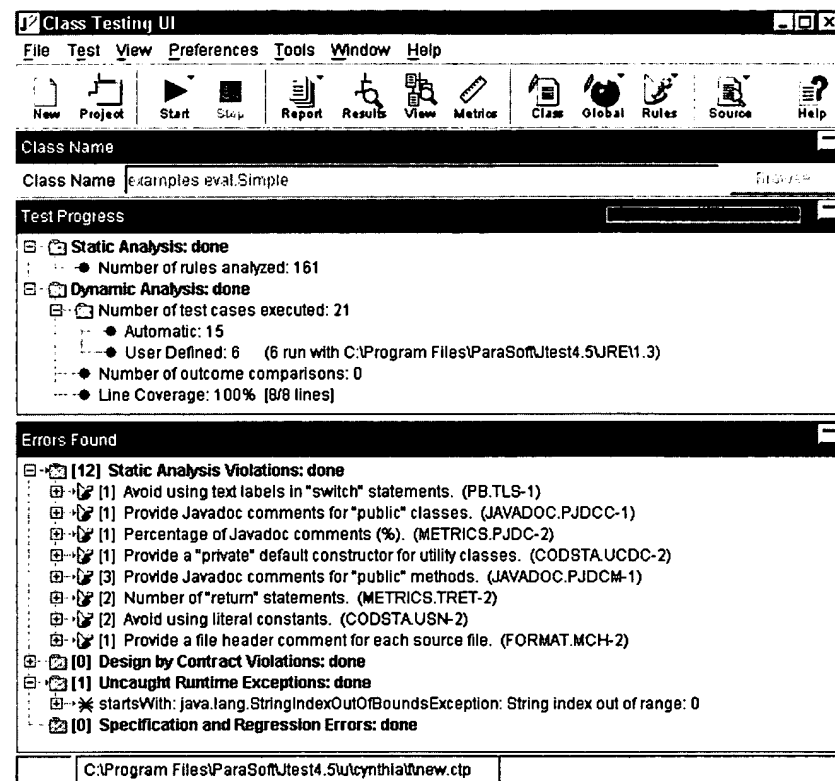 Class Testing UI
File Test View Preferences Tools Window Help
New Project Start Stop Report Results View Metrics Class Global Rules Source Help
Class Name
Class Name examples.eval.Simple Browse
Test Progress
Static Analysis: done
Number of rules analyzed: 161
Dynamic Analysis: done
Number of test cases executed: 21
Automatic: 15
User Defined: 6 (6 run with C:\Program Files\ParaSoft\Jtest4.5\JRE\1.3)
Number of outcome comparisons: 0
Line Coverage: 100% [8/8 lines]
Errors Found
[12] Static Analysis Violations: done
[1] Avoid using text labels in "switch" statements. (PB.TLS-1)
[1] Provide Javadoc comments for "public" classes. (JAVADOC.PJDCC-1)
[1] Percentage of Javadoc comments (%). (METRICS.PJDC-2)
[1] Provide a "private" default constructor for utility classes. (CODSTA.UCDC-2)
[3] Provide Javadoc comments for "public" methods. (JAVADOC.PJDCM-1)
[2] Number of "return" statements. (METRICS.TRET-2)
[2] Avoid using literal constants. (CODSTA.USN-2)
[1] Provide a file header comment for each source file. (FORMAT.MCH-2)
[0] Design by Contract Violations: done
[1] Uncaught Runtime Exceptions: done
startsWith: java.lang.StringIndexOutOfBoundsException: String index out of range: 0
[0] Specification and Regression Errors: done